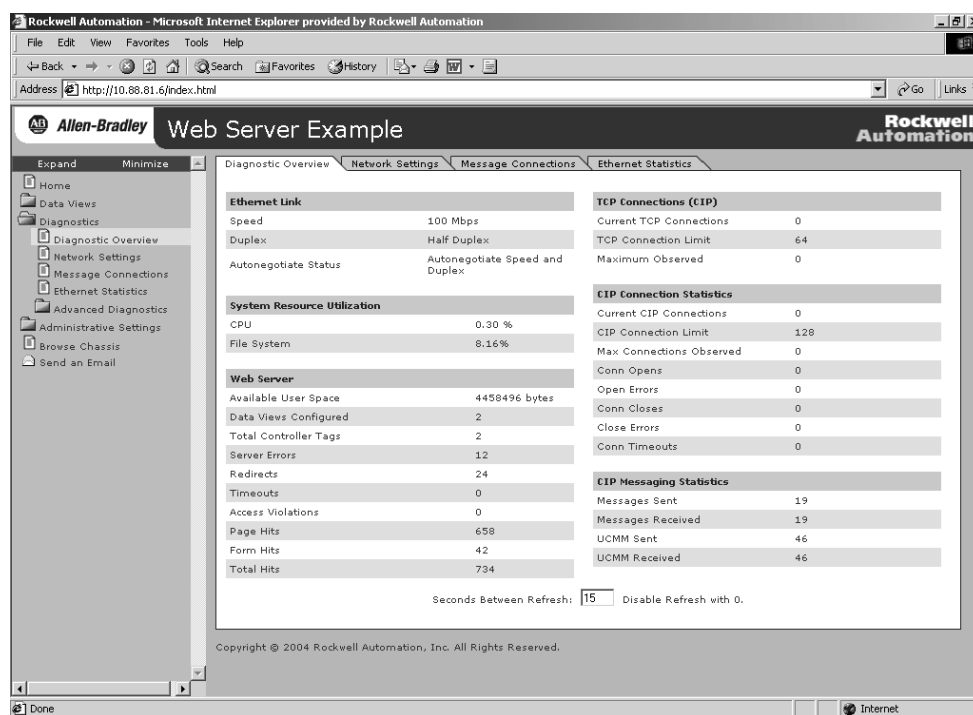 Rockwell Automation - Microsoft Internet Explorer provided by Rockwell Automation
File Edit View Favorites Tools Help
Back Search Favorites History
Address http://10.88.81.6/index.html Go Links
AB Allen-Bradley Web Server Example Rockwell Automation
Expand Minimize
Home
Data Views
Diagnostics
Diagnostic Overview
Network Settings
Message Connections
Ethernet Statistics
Advanced Diagnostics
Administrative Settings
Browse Chassis
Send an Email
Diagnostic Overview Network Settings Message Connections Ethernet Statistics
Ethernet Link
Speed 100 Mbps
Duplex Half Duplex
Autonegotiate Status Autonegotiate Speed and Duplex
System Resource Utilization
CPU 0.30 %
File System 8.16%
Web Server
Available User Space 4458496 bytes
Data Views Configured 2
Total Controller Tags 2
Server Errors 12
Redirects 24
Timeouts 0
Access Violations 0
Page Hits 658
Form Hits 42
Total Hits 734
TCP Connections (CIP)
Current TCP Connections 0
TCP Connection Limit 64
Maximum Observed 0
CIP Connection Statistics
Current CIP Connections 0
CIP Connection Limit 128
Max Connections Observed 0
Conn Opens 0
Open Errors 0
Conn Closes 0
Close Errors 0
Conn Timeouts 0
CIP Messaging Statistics
Messages Sent 19
Messages Received 19
UCMM Sent 46
UCMM Received 46
Seconds Between Refresh: 15 Disable Refresh with 0.
Copyright © 2004 Rockwell Automation, Inc. All Rights Reserved.
Done Internet